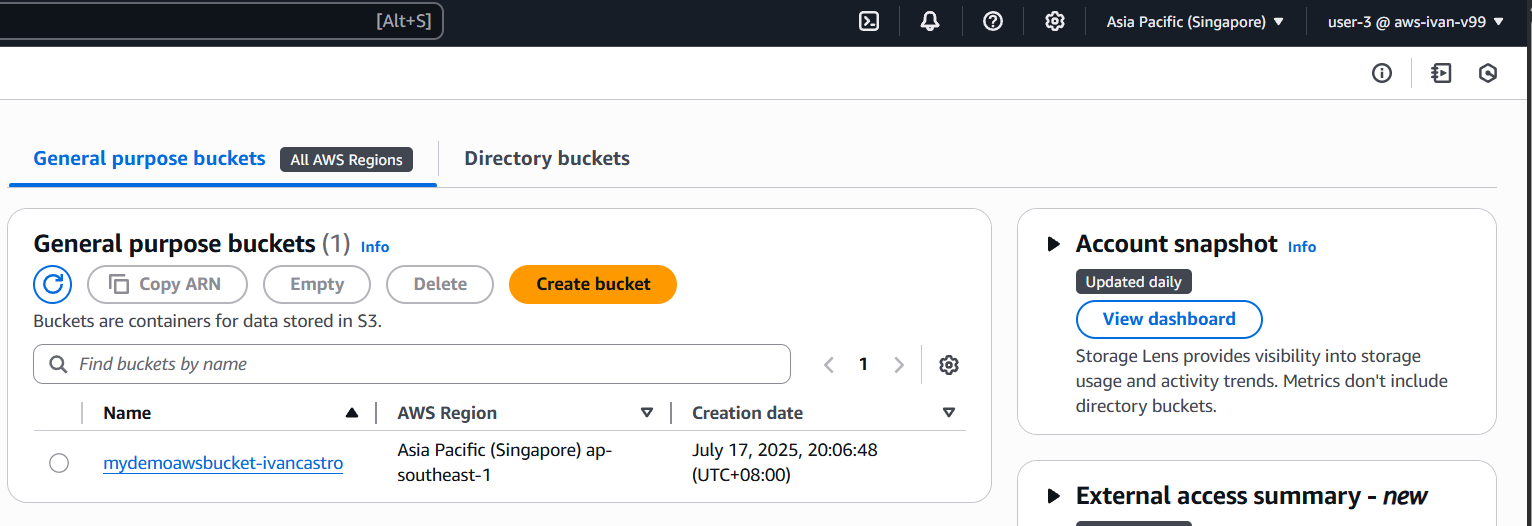 [Alt+S]
Asia Pacific (Singapore) ▼
user-3 @ aws-ivan-v99 ▼
General purpose buckets
All AWS Regions
Directory buckets
General purpose buckets (1) Info
Copy ARN
Empty
Delete
Create bucket
Buckets are containers for data stored in S3.
Find buckets by name
1
Name
AWS Region
Creation date
mydemoawsbucket-ivancastro
Asia Pacific (Singapore) ap-
southeast-1
July 17, 2025, 20:06:48
(UTC+08:00)
Account snapshot Info
Updated daily
View dashboard
Storage Lens provides visibility into storage
usage and activity trends. Metrics don't include
directory buckets.
External access summary - new